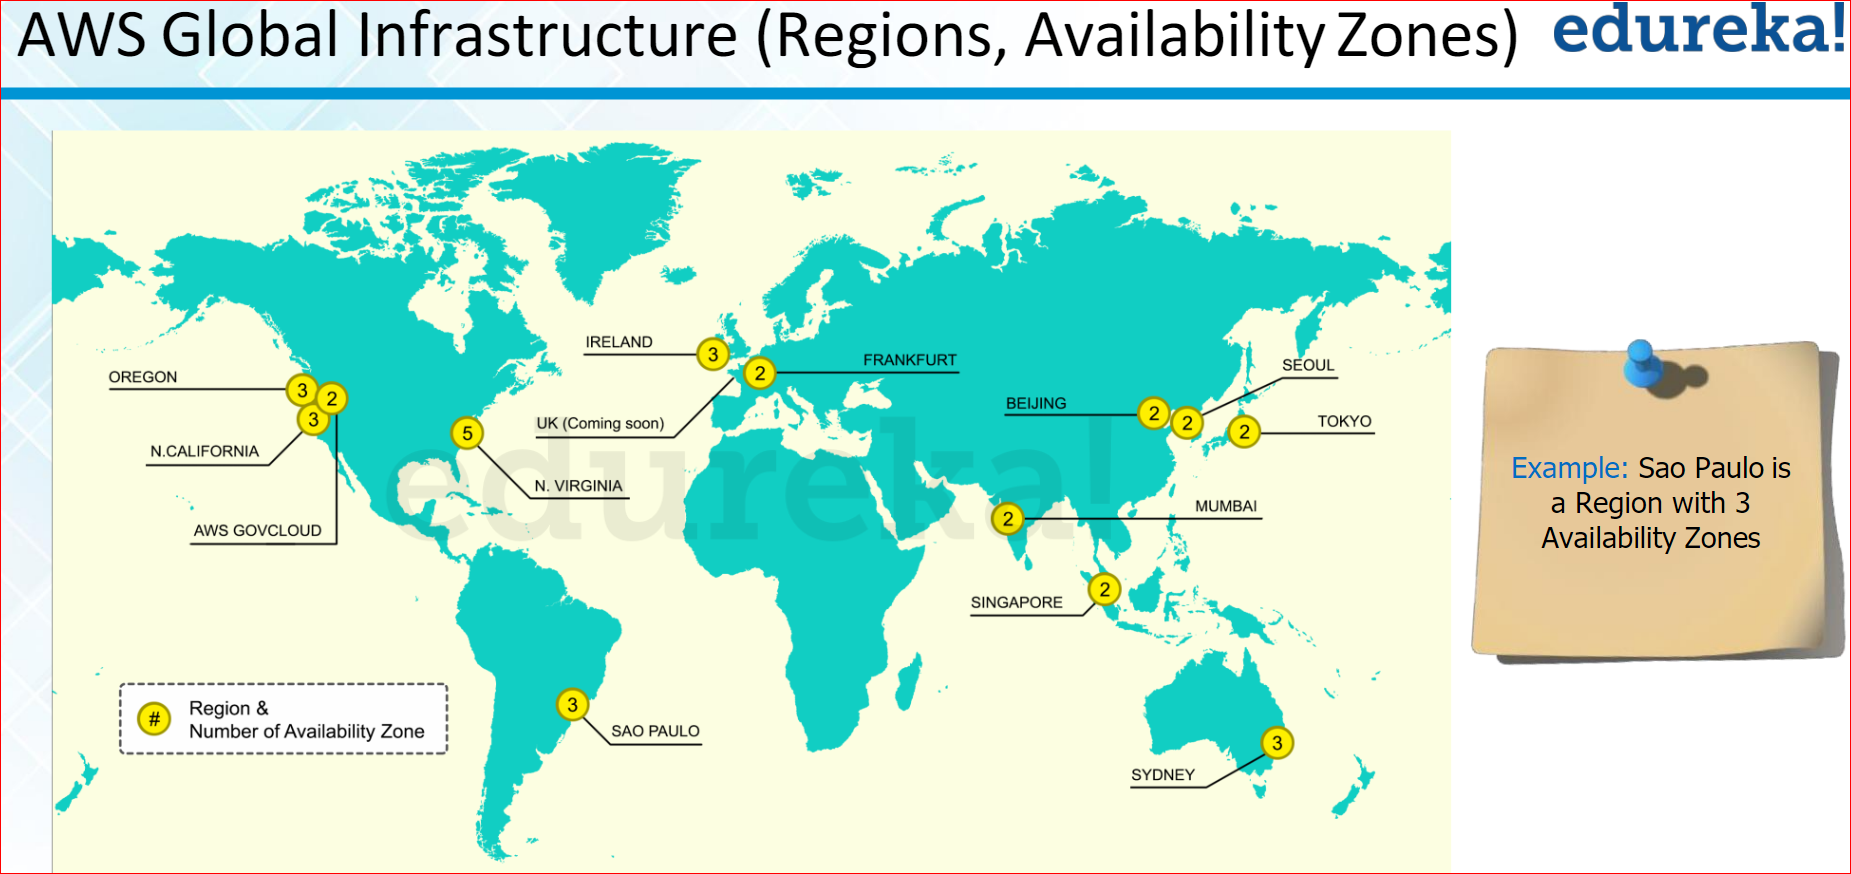 AWS Global Infrastructure (Regions, Availability Zones)
edureka!
IRELAND
FRANKFURT
SEOUL
OREGON
3
3
2
2
3
BEIJING
2
2
2
TOKYO
UK (Coming soon)
5
N.CALIFORNIA
N. VIRGINIA
edureka!
MUMBAI
2
AWS GOVCLOUD
2
SINGAPORE
Example: Sao Paulo is
a Region with 3
Availability Zones
#
Region &
Number of Availability Zone
3
SAO PAULO
3
SYDNEY